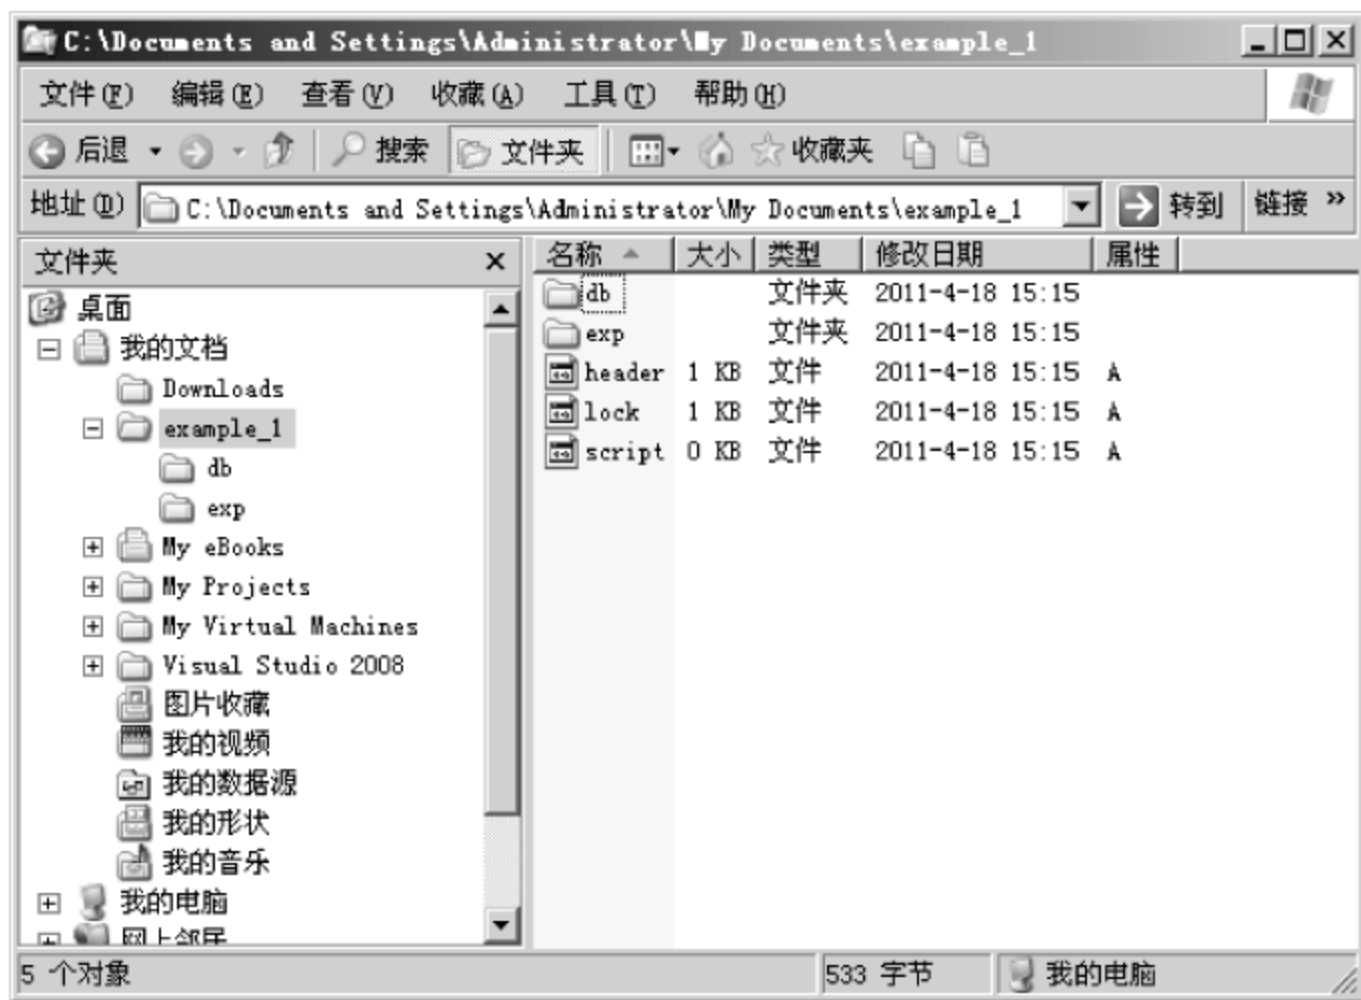 C:\Documents and Settings\Administrator\My Documents\example_1
文件(F) 编辑(E) 查看(V) 收藏(A) 工具(T) 帮助(H)
后退 搜索 文件夹 收藏夹
地址(D) C:\Documents and Settings\Administrator\My Documents\example_1 转到 链接 »
文件夹
桌面
我的文档
Downloads
example_1
db
exp
My eBooks
My Projects
My Virtual Machines
Visual Studio 2008
图片收藏
我的视频
我的数据源
我的形状
我的音乐
我的电脑
网上邻居
名称 大小 类型 修改日期 属性
db 文件夹 2011-4-18 15:15
exp 文件夹 2011-4-18 15:15
header 1 KB 文件 2011-4-18 15:15 A
lock 1 KB 文件 2011-4-18 15:15 A
script 0 KB 文件 2011-4-18 15:15 A
5 个对象 533 字节 我的电脑